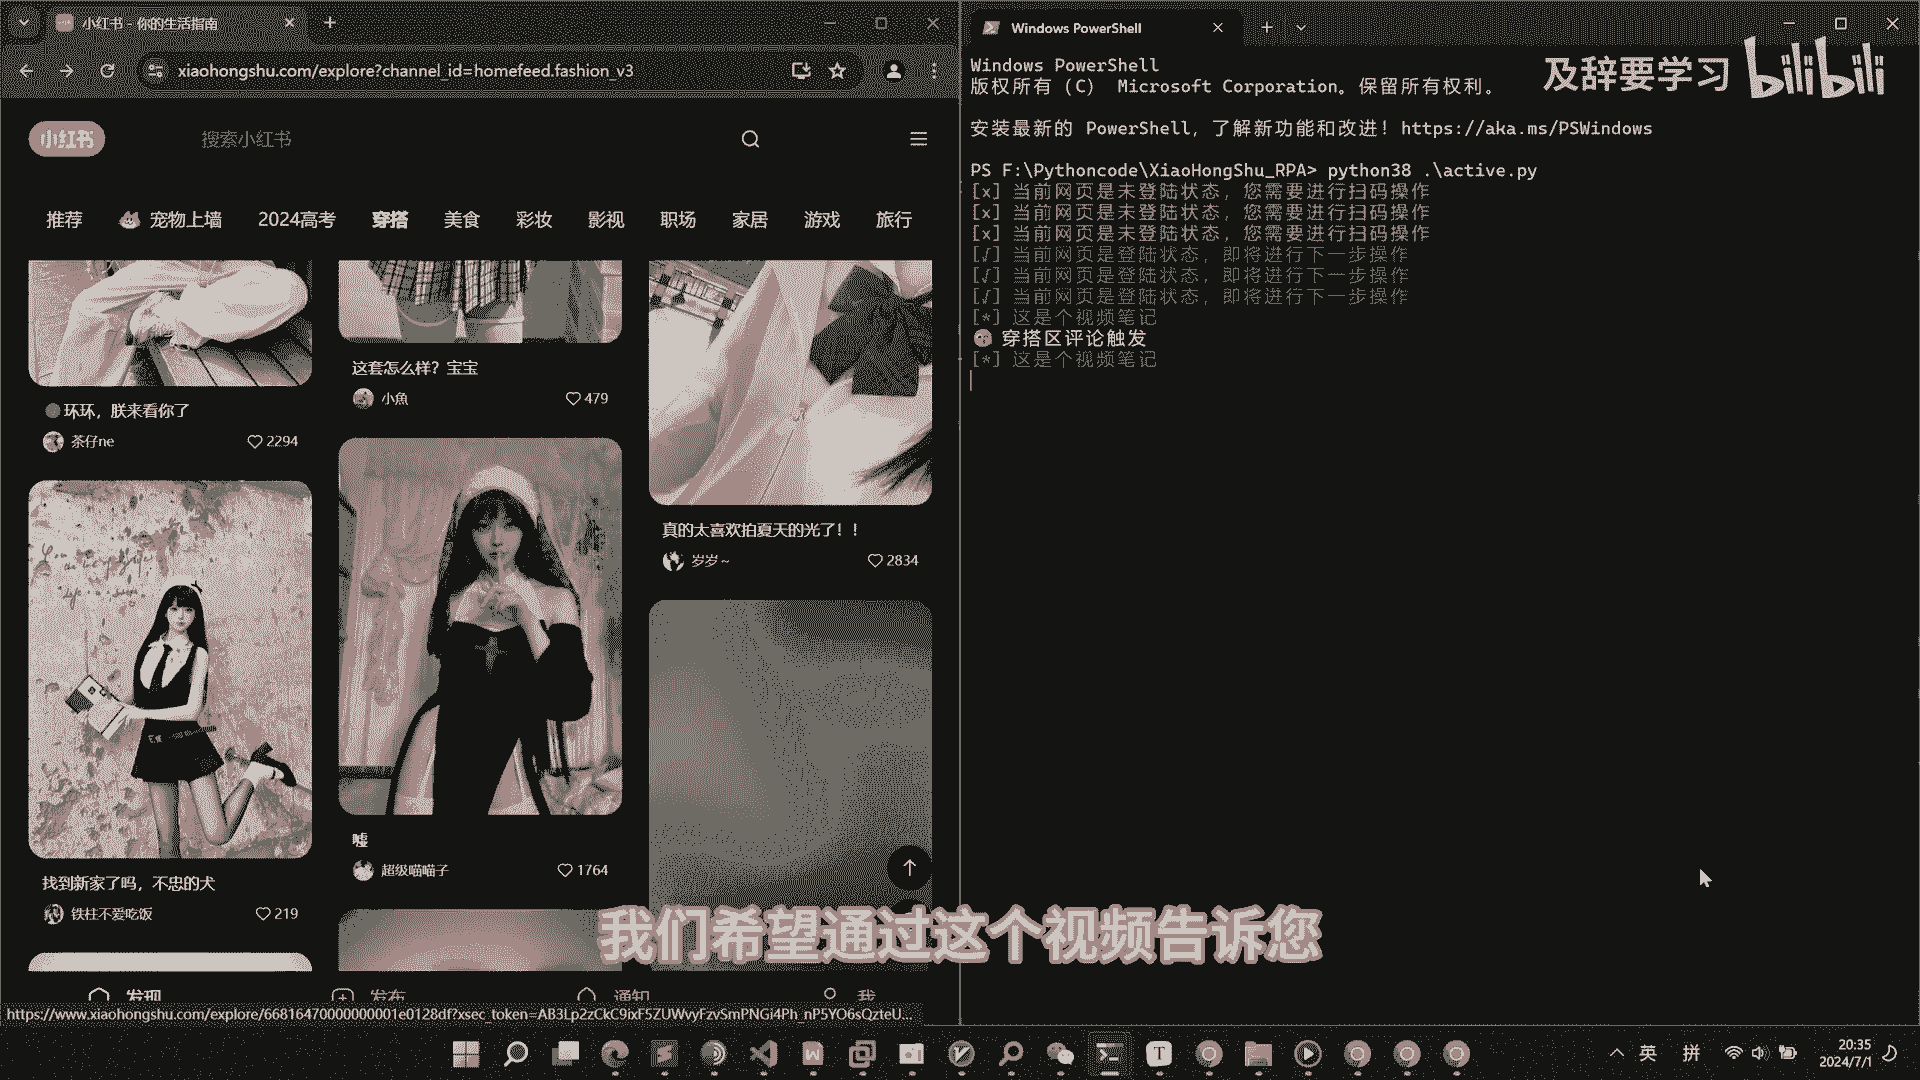 小红书 - 你的生活指南
xiaohongshu.com/explore?channel_id=homefeed.fashion_v3
小红书
搜索小红书
推荐 宠物上墙 2024高考 穿搭 美食 彩妆 影视 职场 家居 游戏 旅行
环环，朕来看你了
茶仔ne 2294
这套怎么样？宝宝
小魚 479
真的太喜欢拍夏天的光了！！
岁岁~ 2834
找到新家了吗，不忠的犬
铁柱不爱吃饭 219
嘘
超级喵喵子 1764
发现 发布 通知 我
https://www.xiaohongshu.com/explore/66816470000000001e0128df?xsec_token=AB3Lp2zCkC9ixF5ZUWvyFzvSmPNGi4Ph_nP5YO6sQzteU...
Windows PowerShell
Windows PowerShell
版权所有 (C) Microsoft Corporation。保留所有权利。
安装最新的 PowerShell，了解新功能和改进！https://aka.ms/PSWindows
PS F:\Pythoncode\XiaoHongShu_RPA> python38 .\active.py
[x] 当前网页是未登陆状态，您需要进行扫码操作
[x] 当前网页是未登陆状态，您需要进行扫码操作
[x] 当前网页是未登陆状态，您需要进行扫码操作
[√] 当前网页是登陆状态，即将进行下一步操作
[√] 当前网页是登陆状态，即将进行下一步操作
[√] 当前网页是登陆状态，即将进行下一步操作
[*] 这是个视频笔记
穿搭区评论触发
[*] 这是个视频笔记
及辞要学习 bilibili
我们希望通过这个视频告诉您
英 拼
20:35
2024/7/1